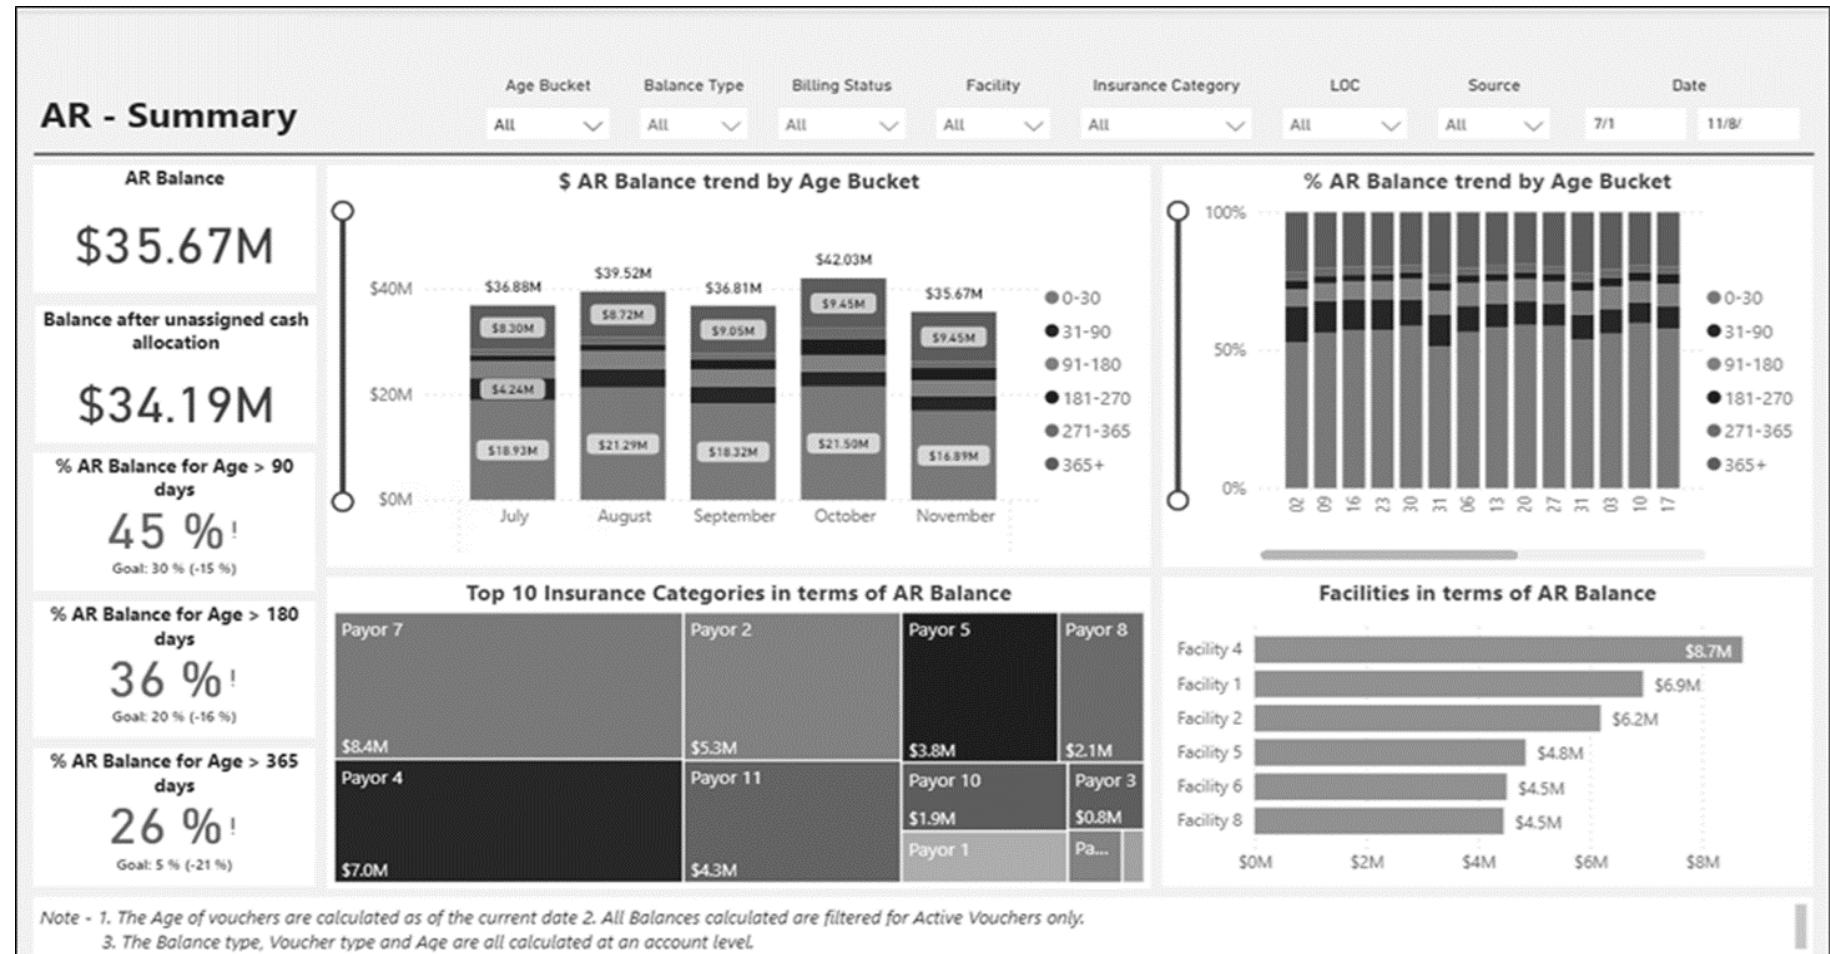 Age Bucket Balance Type Billing Status Facility Insurance Category LOC Source Date
AR - Summary
All All All All All All All 7/1 11/8/
AR Balance
$35.67M
Balance after unassigned cash
allocation
$34.19M
% AR Balance for Age > 90
days
45 % !
Goal: 30 % (-15 %)
% AR Balance for Age > 180
days
36 % !
Goal: 20 % (-16 %)
% AR Balance for Age > 365
days
26 % !
Goal: 5 % (-21 %)
$ AR Balance trend by Age Bucket
$40M
$20M
$0M
$36.88M
$8.30M
$4.24M
$18.93M
$39.52M
$8.72M
$21.29M
$36.81M
$9.05M
$18.32M
$42.03M
$9.45M
$21.50M
$35.67M
$9.45M
$16.89M
July August September October November
0-30
31-90
91-180
181-270
271-365
365+
% AR Balance trend by Age Bucket
100%
50%
0%
02 09 16 23 30 31 06 13 20 27 31 03 10 17
0-30
31-90
91-180
181-270
271-365
365+
Top 10 Insurance Categories in terms of AR Balance
Payor 7
$8.4M
Payor 4
$7.0M
Payor 2
$5.3M
Payor 11
$4.3M
Payor 5
$3.8M
Payor 8
$2.1M
Payor 10
$1.9M
Payor 3
$0.8M
Payor 1
Pa...
Facilities in terms of AR Balance
Facility 4 $8.7M
Facility 1 $6.9M
Facility 2 $6.2M
Facility 5 $4.8M
Facility 6 $4.5M
Facility 8 $4.5M
$0M $2M $4M $6M $8M
Note - 1. The Age of vouchers are calculated as of the current date 2. All Balances calculated are filtered for Active Vouchers only.
3. The Balance type, Voucher type and Age are all calculated at an account level.